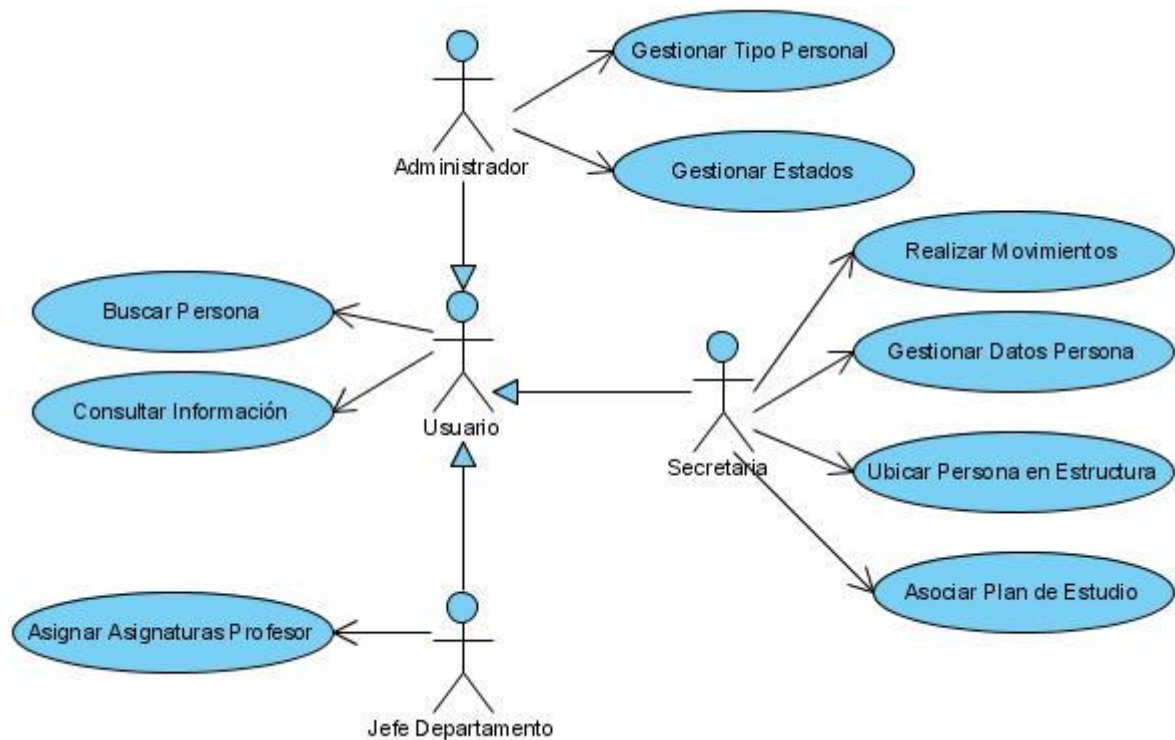 Gestionar Tipo Personal
Administrador
Gestionar Estados
Realizar Movimientos
Buscar Persona
Gestionar Datos Persona
Consultar Información
Usuario
Secretaria
Ubicar Persona en Estructura
Asociar Plan de Estudio
Asignar Asignaturas Profesor
Jefe Departamento